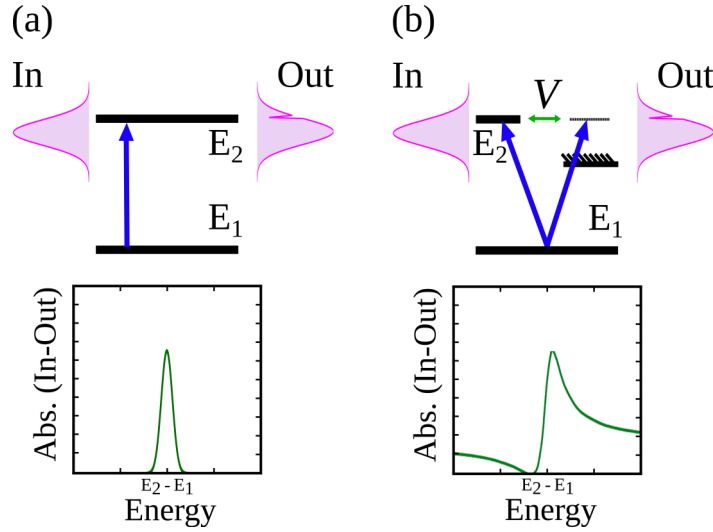 (a)
In
Out
E2
E1
Abs. (In-Out)
E2 - E1
Energy
(b)
In
Out
V
E2
E1
Abs. (In-Out)
E2 - E1
Energy